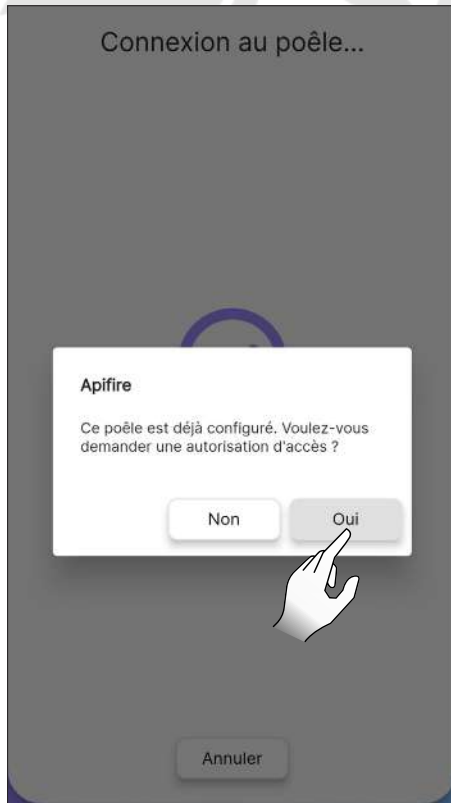 Connexion au poêle...
Apifire
Ce poêle est déjà configuré. Voulez-vous
demander une autorisation d'accès ?
Non
Oui
Annuler